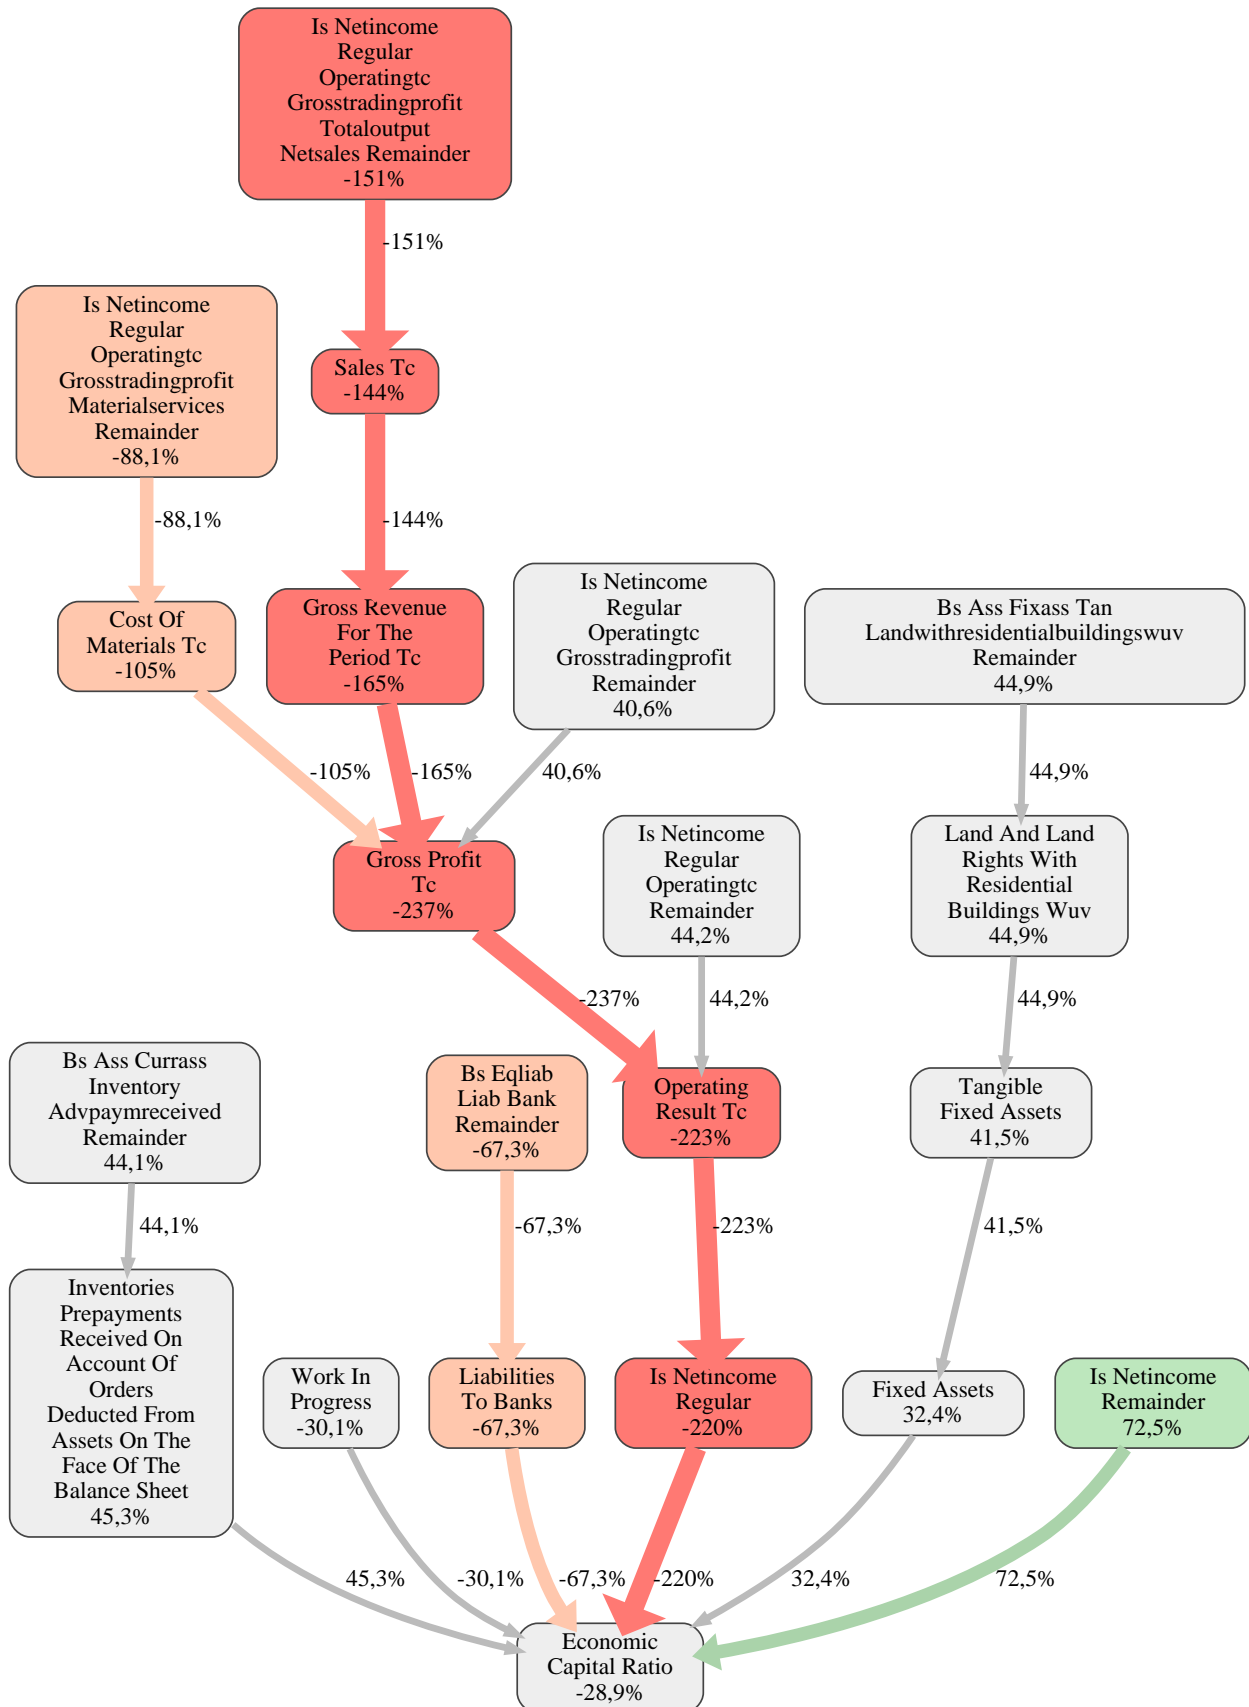 Is Netincome
Regular
Operatingtc
Grosstradingprofit
Totaloutput
Netsales Remainder
-151%
-151%
Is Netincome
Regular
Operatingtc
Grosstradingprofit
Materialservices
Remainder
-88,1%
Sales Tc
-144%
-88,1%
-144%
Cost Of
Materials Tc
-105%
Gross Revenue
For The
Period Tc
-165%
Is Netincome
Regular
Operatingtc
Grosstradingprofit
Remainder
40,6%
Bs Ass Fixass Tan
Landwithresidentialbuildingswuv
Remainder
44,9%
-105%
-165%
40,6%
44,9%
Gross Profit
Tc
-237%
Is Netincome
Regular
Operatingtc
Remainder
44,2%
Land And Land
Rights With
Residential
Buildings Wuv
44,9%
-237%
44,2%
44,9%
Bs Ass Currass
Inventory
Advpaymreceived
Remainder
44,1%
Bs Eqliab
Liab Bank
Remainder
-67,3%
Operating
Result Tc
-223%
Tangible
Fixed Assets
41,5%
44,1%
-67,3%
-223%
41,5%
Inventories
Prepayments
Received On
Account Of
Orders
Deducted From
Assets On The
Face Of The
Balance Sheet
45,3%
Work In
Progress
-30,1%
Liabilities
To Banks
-67,3%
Is Netincome
Regular
-220%
Fixed Assets
32,4%
Is Netincome
Remainder
72,5%
45,3%
-30,1%
-67,3%
-220%
32,4%
72,5%
Economic
Capital Ratio
-28,9%